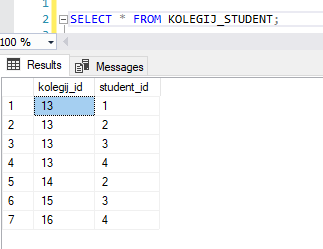 1
2 SELECT * FROM KOLEGIJ_STUDENT;
100 %
Results Messages
kolegij_id student_id
1 13 1
2 13 2
3 13 3
4 13 4
5 14 2
6 15 3
7 16 4